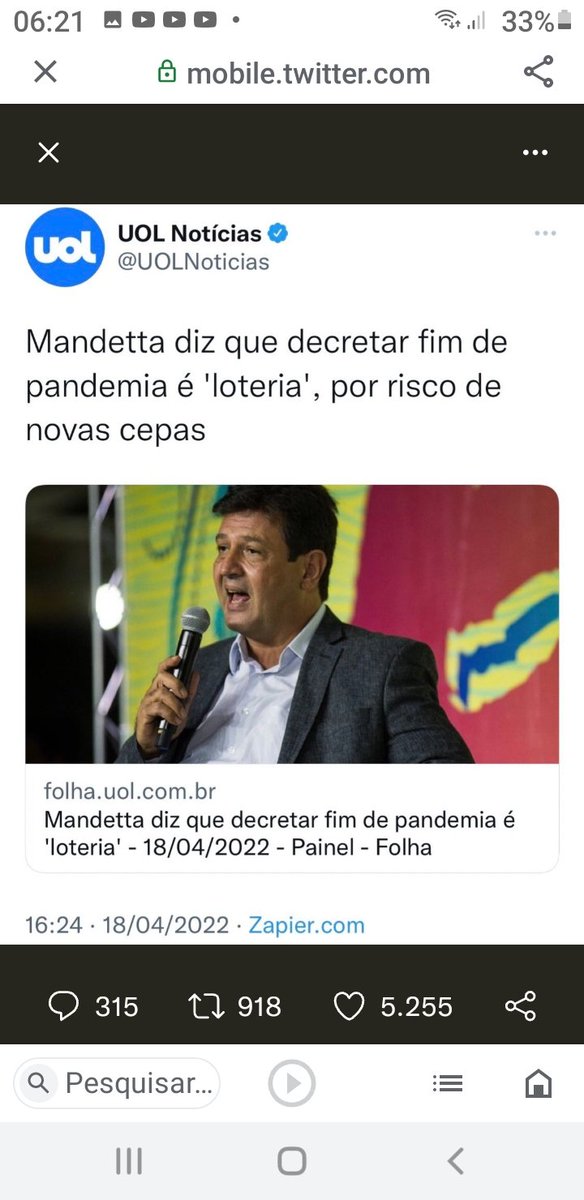 06:21
33%
mobile.twitter.com
uol
UOL Notícias
@UOLNoticias
Mandetta diz que decretar fim de
pandemia é 'loteria', por risco de
novas cepas
folha.uol.com.br
Mandetta diz que decretar fim de pandemia é
'loteria' - 18/04/2022 - Painel - Folha
16:24 · 18/04/2022 · Zapier.com
315 918 5.255
Pesquisar...